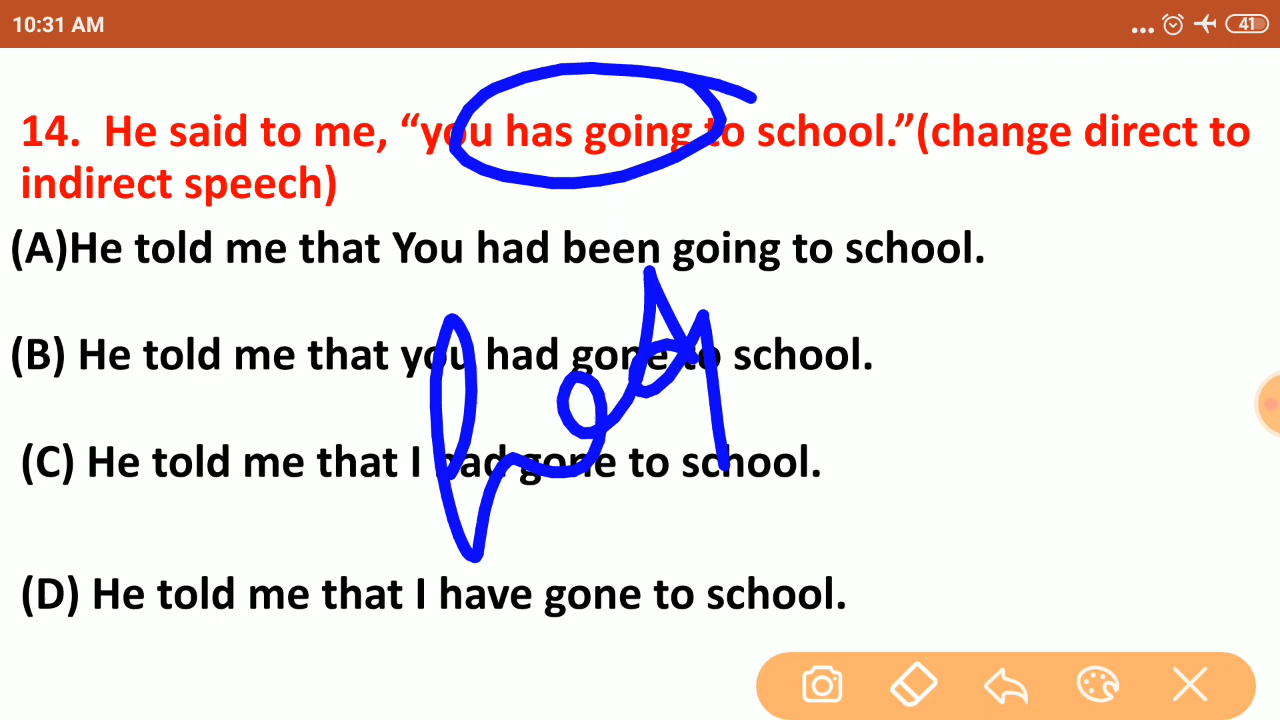 10:31 AM
41
14. He said to me, “you has going to school.”(change direct to
indirect speech)
(A)He told me that You had been going to school.
(B) He told me that you had gone to school.
(C) He told me that I had gone to school.
(D) He told me that I have gone to school.